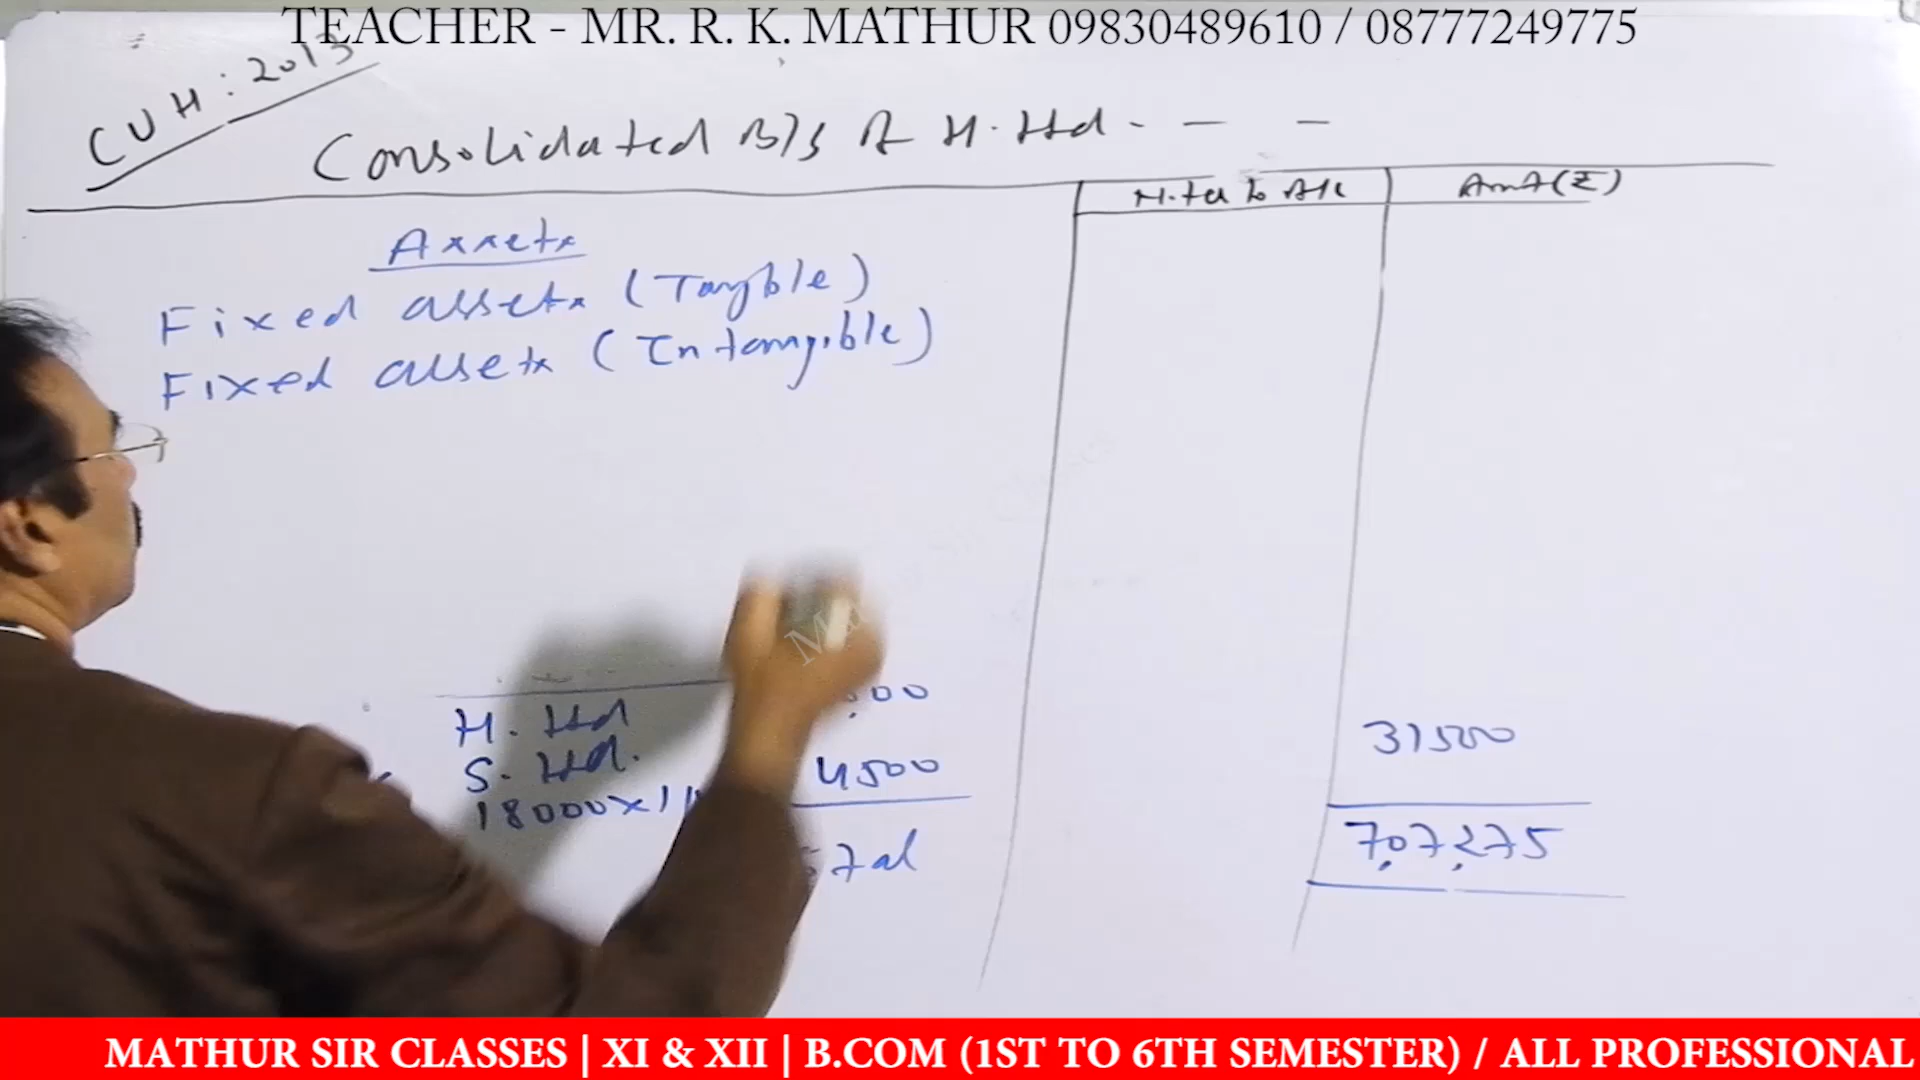 TEACHER - MR. R. K. MATHUR 09830489610 / 08777249775
CUH: 2013
Consolidated B/S of H. Ltd. - -
N. ta to A/c Amt (₹)
Assets
Fixed assets (Tangible)
Fixed assets (Intangible)
00
H. Ltd
S. Ltd. 4500 31500
18000×1
7,07,275
MATHUR SIR CLASSES | XI & XII | B.COM (1ST TO 6TH SEMESTER) / ALL PROFESSIONAL